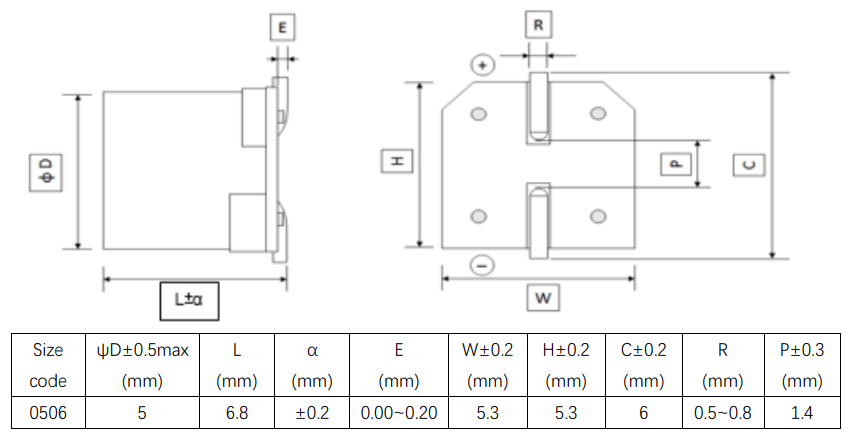 E
R
+
φD
H
P
C
−
L±α
W
Size code
ψD±0.5max (mm)
L (mm)
α (mm)
E (mm)
W±0.2 (mm)
H±0.2 (mm)
C±0.2 (mm)
R (mm)
P±0.3 (mm)
0506 5 6.8 ±0.2 0.00~0.20 5.3 5.3 6 0.5~0.8 1.4